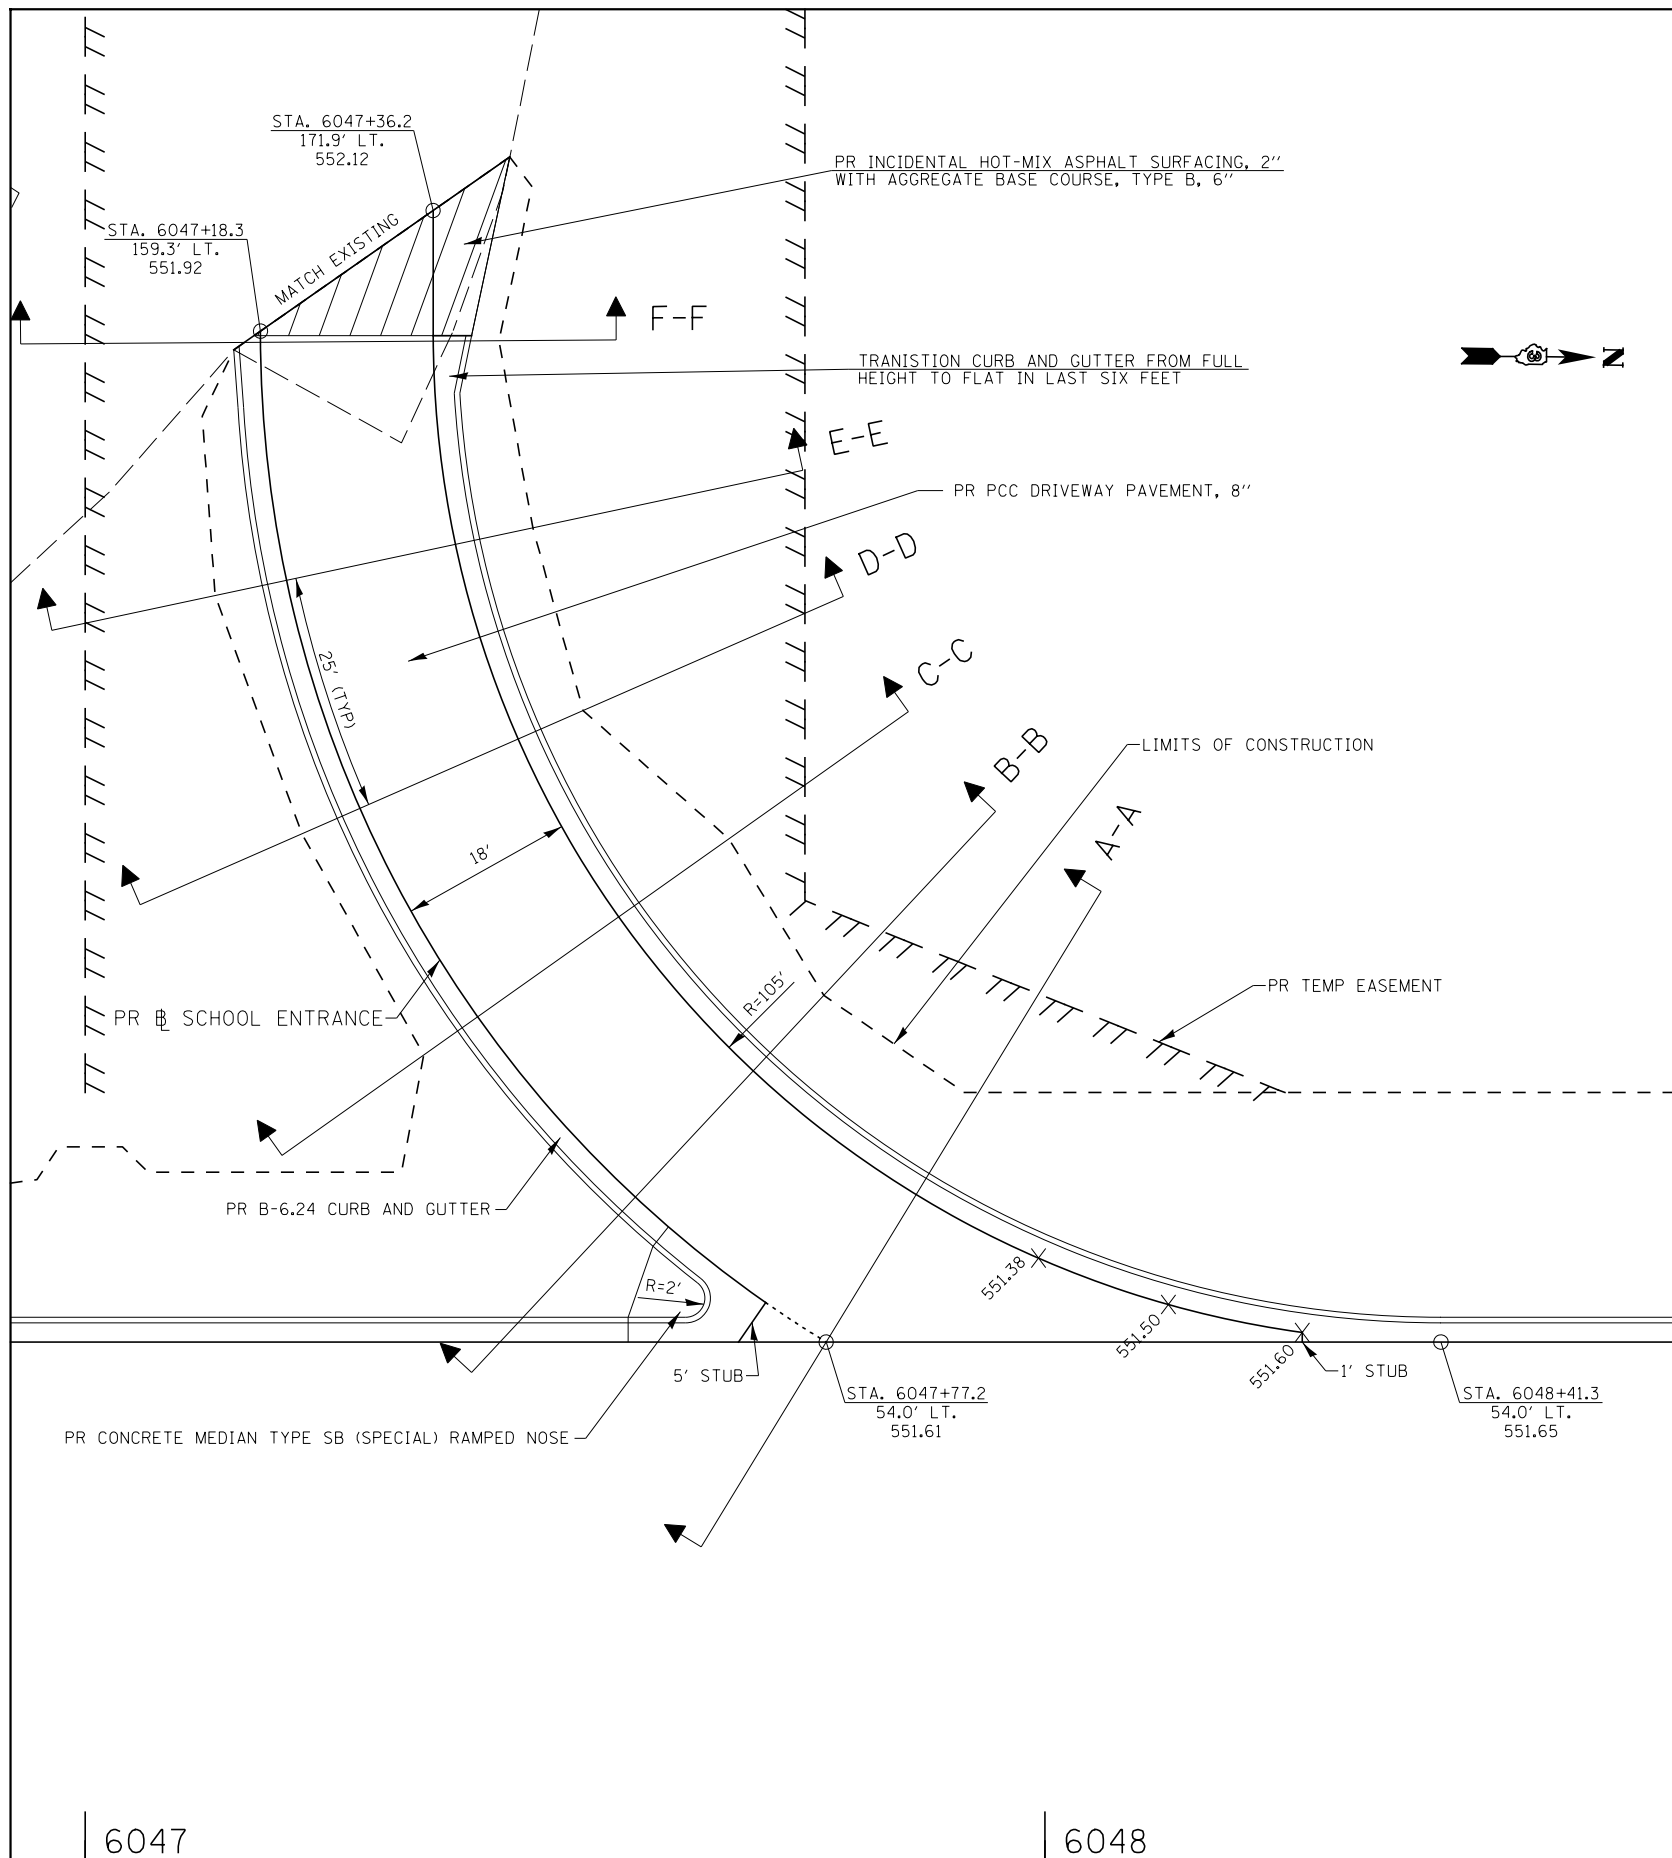 STA. 6047+36.2
171.9' LT.
552.12
PR INCIDENTAL HOT-MIX ASPHALT SURFACING, 2''
WITH AGGREGATE BASE COURSE, TYPE B, 6''
STA. 6047+18.3
159.3' LT.
551.92
MATCH EXISTING
F-F
N
TRANISTION CURB AND GUTTER FROM FULL
HEIGHT TO FLAT IN LAST SIX FEET
E-E
PR PCC DRIVEWAY PAVEMENT, 8''
D-D
25' (TYP)
C-C
B-B
LIMITS OF CONSTRUCTION
A-A
18'
R=105'
PR TEMP EASEMENT
PR BL SCHOOL ENTRANCE
PR B-6.24 CURB AND GUTTER
551.38
R=2'
551.50
551.60
5' STUB
1' STUB
STA. 6047+77.2
54.0' LT.
551.61
STA. 6048+41.3
54.0' LT.
551.65
PR CONCRETE MEDIAN TYPE SB (SPECIAL) RAMPED NOSE
6047
6048